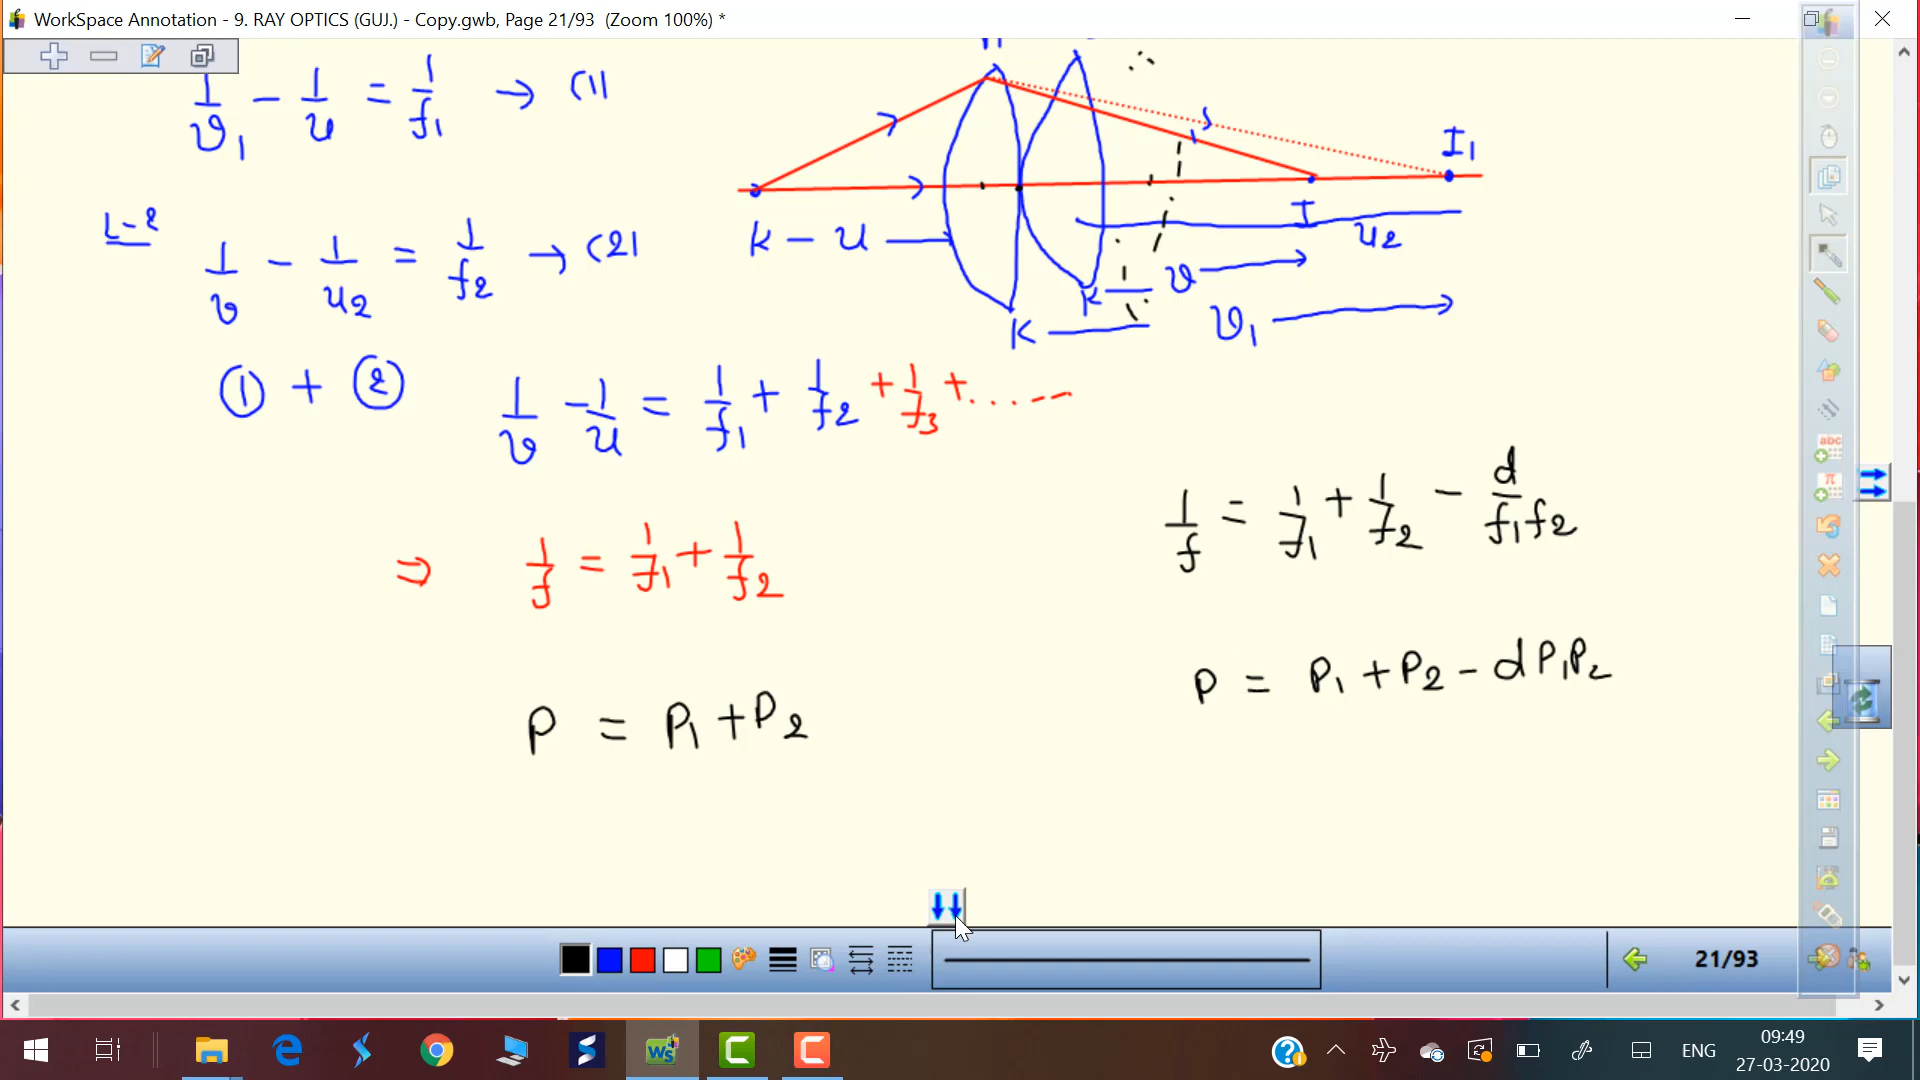 WorkSpace Annotation - 9. RAY OPTICS (GUJ.) - Copy.gwb, Page 21/93 (Zoom 100%) *
1/v₁ - 1/u = 1/f₁ → (1)
L-2
1/v - 1/u₂ = 1/f₂ → (2)
① + ② 1/v - 1/u = 1/f₁ + 1/f₂ + 1/f₃ + ......
⇒ 1/f = 1/f₁ + 1/f₂
P = P₁ + P₂
I₁
I
u
u₂
v
v₁
1/f = 1/f₁ + 1/f₂ - d/f₁f₂
P = P₁ + P₂ - dP₁P₂
abc
π
21/93
ENG
09:49
27-03-2020